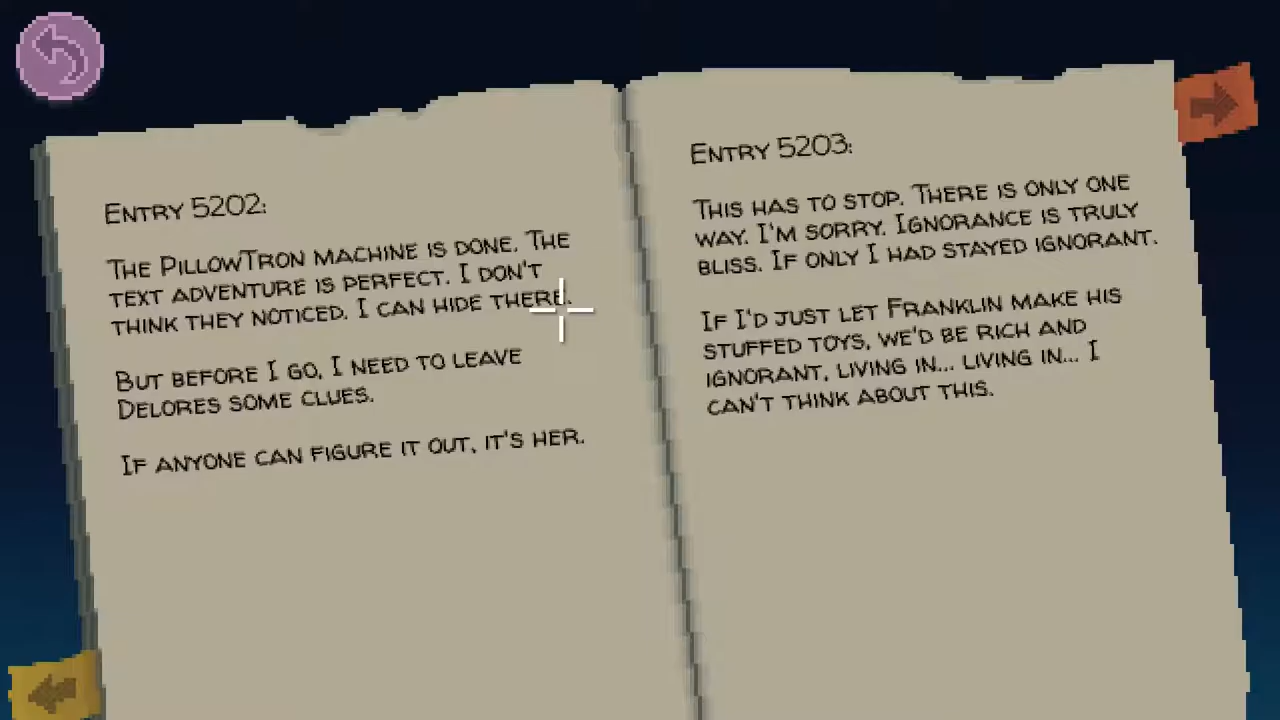 Entry 5202:
The PillowTron machine is done. The
text adventure is perfect. I don't
think they noticed. I can hide there.
But before I go, I need to leave
Delores some clues.
If anyone can figure it out, it's her.
Entry 5203:
This has to stop. There is only one
way. I'm sorry. Ignorance is truly
bliss. If only I had stayed ignorant.
If I'd just let Franklin make his
stuffed toys, we'd be rich and
ignorant, living in... living in... I
can't think about this.